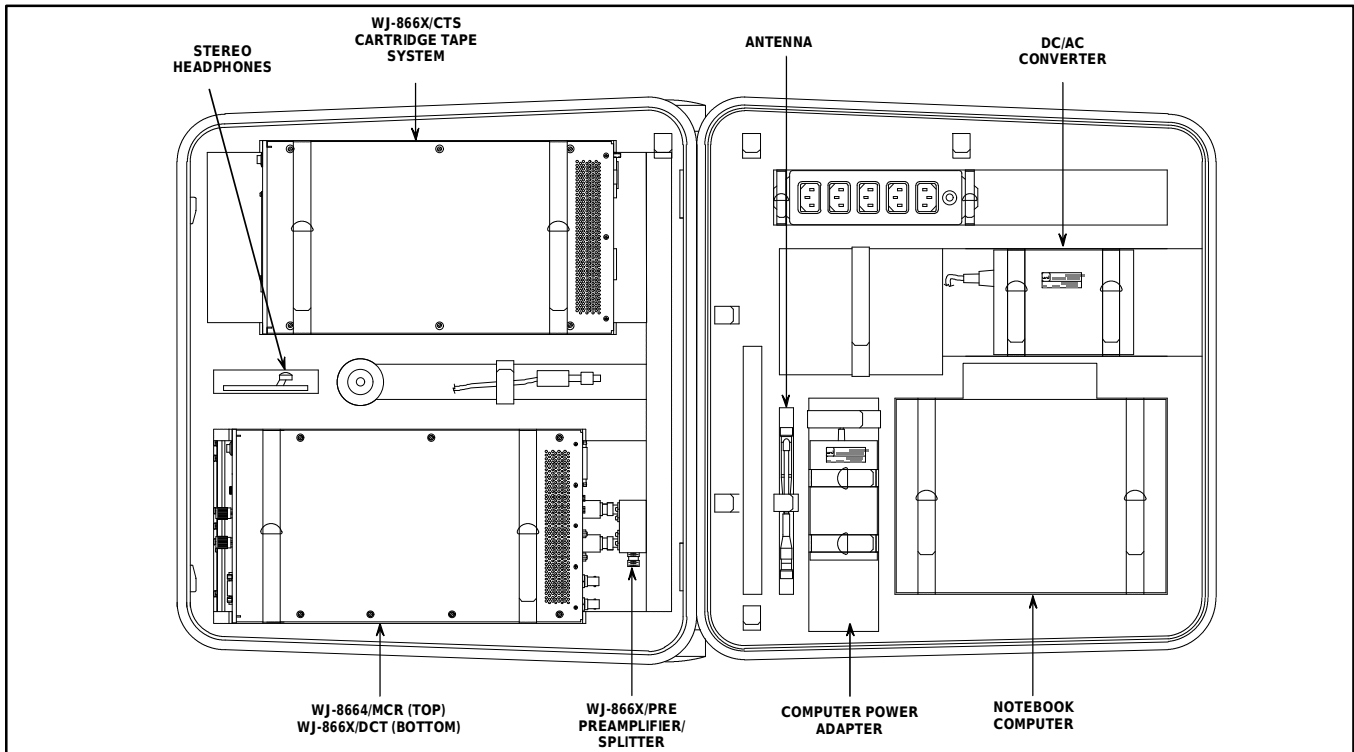 WJ-866X/CTS
CARTRIDGE TAPE
SYSTEM
STEREO
HEADPHONES
ANTENNA
DC/AC
CONVERTER
WJ-8664/MCR (TOP)
WJ-866X/DCT (BOTTOM)
WJ-866X/PRE
PREAMPLIFIER/
SPLITTER
COMPUTER POWER
ADAPTER
NOTEBOOK
COMPUTER